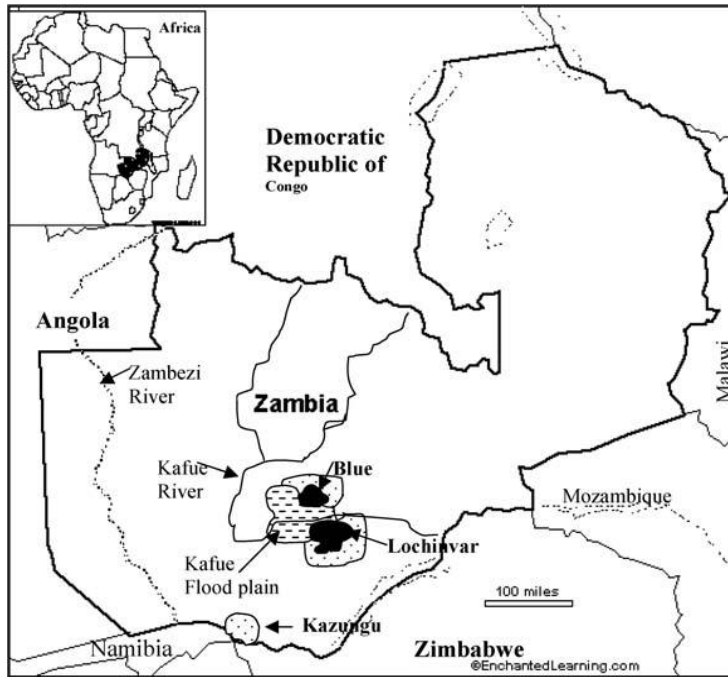 Africa
Democratic
Republic of
Congo
Angola
Zambezi
River
Zambia
Malawi
Kafue
River
Blue
Mozambique
Lochinvar
Kafue
Flood plain
100 miles
Kazungu
Namibia
Zimbabwe
©EnchantedLearning.com